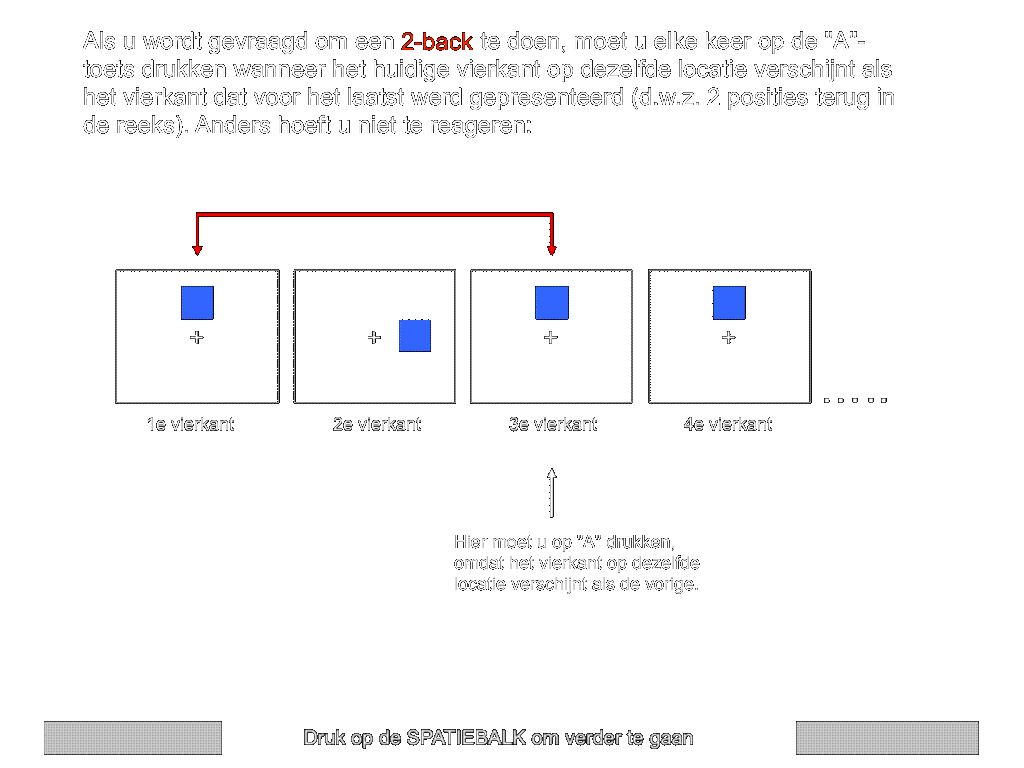 Als u wordt gevraagd om een 2-back te doen, moet u elke keer op de "A"-
toets drukken wanneer het huidige vierkant op dezelfde locatie verschijnt als
het vierkant dat voor het laatst werd gepresenteerd (d.w.z. 2 posities terug in
de reeks). Anders hoeft u niet te reageren:
1e vierkant
2e vierkant
3e vierkant
4e vierkant
Hier moet u op "A" drukken,
omdat het vierkant op dezelfde
locatie verschijnt als de vorige.
Druk op de SPATIEBALK om verder te gaan